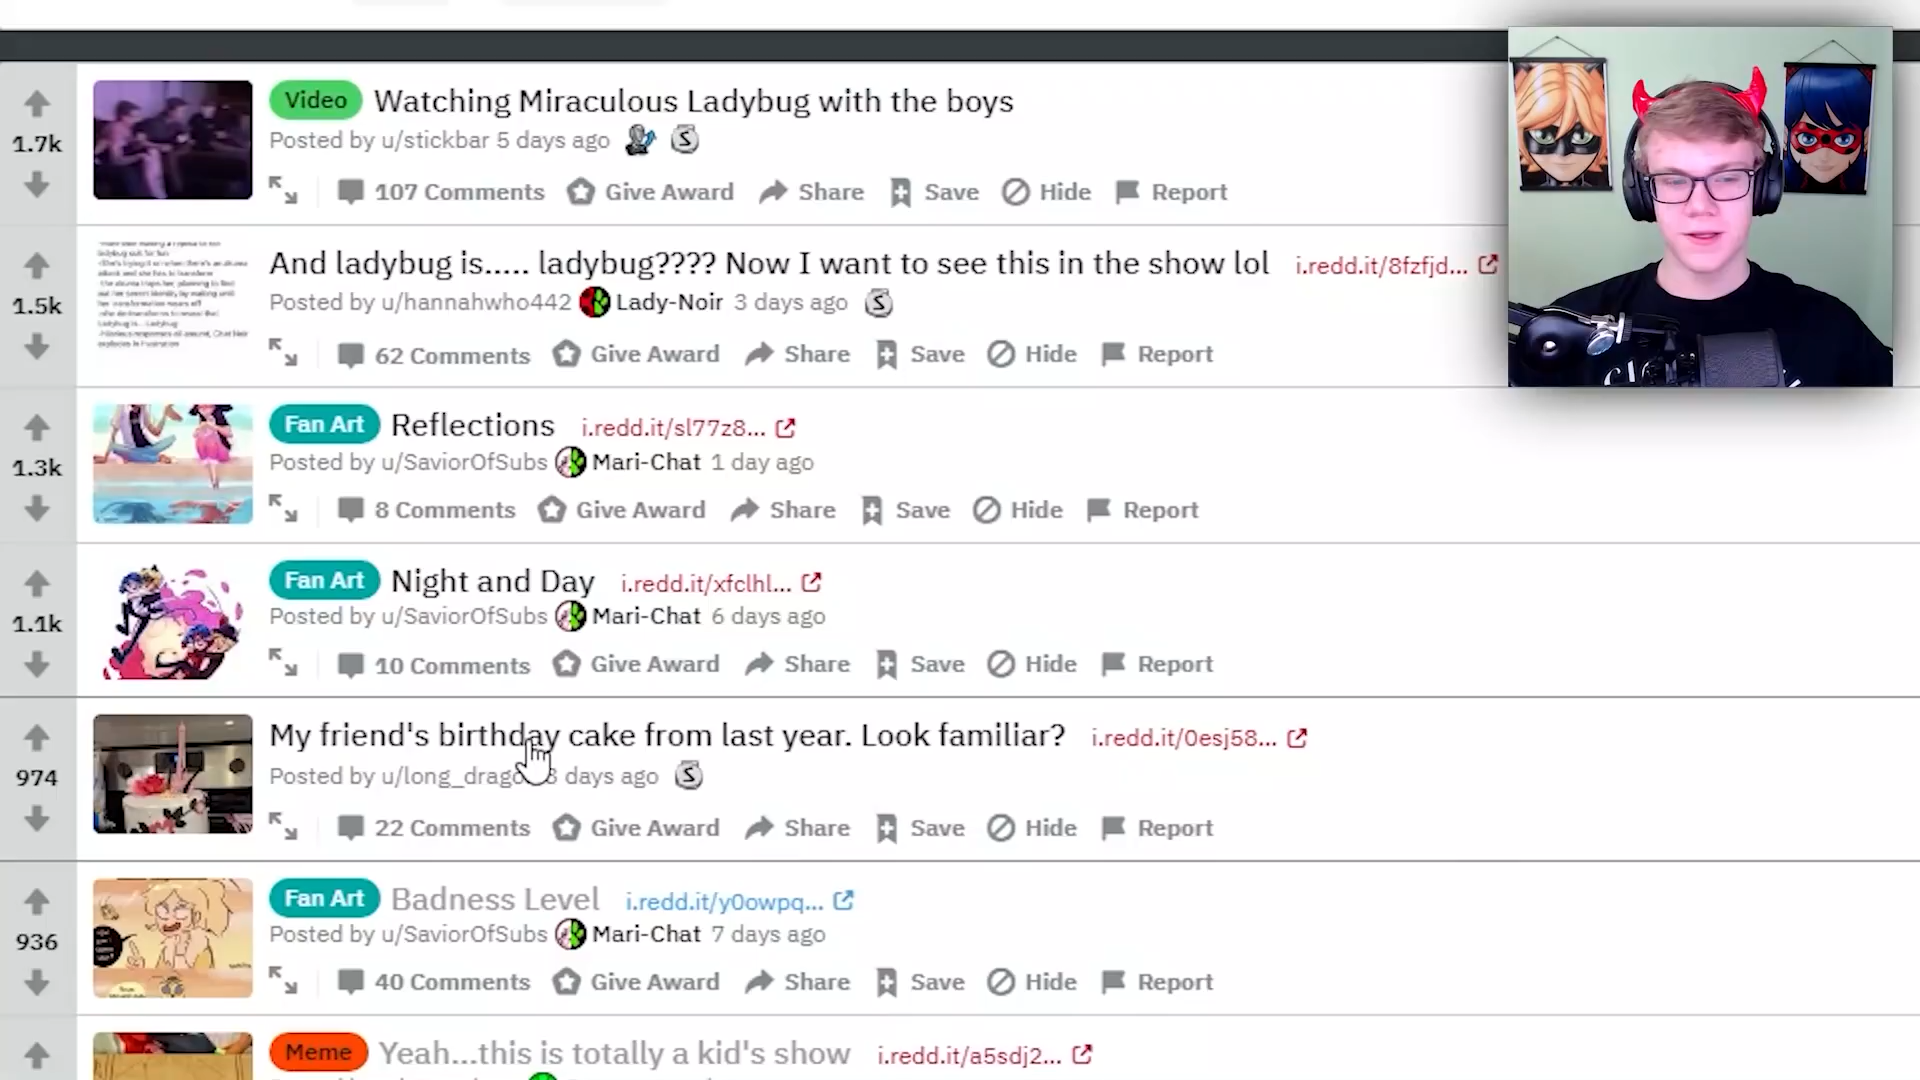 Video Watching Miraculous Ladybug with the boys
1.7k
Posted by u/stickbar 5 days ago
107 Comments Give Award Share Save Hide Report
And ladybug is..... ladybug???? Now I want to see this in the show lol i.redd.it/8fzfjd...
1.5k
Posted by u/hannahwho442 Lady-Noir 3 days ago
62 Comments Give Award Share Save Hide Report
Fan Art Reflections i.redd.it/sl77z8...
1.3k
Posted by u/SaviorOfSubs Mari-Chat 1 day ago
8 Comments Give Award Share Save Hide Report
Fan Art Night and Day i.redd.it/xfclhl...
1.1k
Posted by u/SaviorOfSubs Mari-Chat 6 days ago
10 Comments Give Award Share Save Hide Report
My friend's birthday cake from last year. Look familiar? i.redd.it/0esj58...
974
Posted by u/long_drago days ago
22 Comments Give Award Share Save Hide Report
Fan Art Badness Level i.redd.it/y0owpq...
936
Posted by u/SaviorOfSubs Mari-Chat 7 days ago
40 Comments Give Award Share Save Hide Report
Meme Yeah...this is totally a kid's show i.redd.it/a5sdj2...